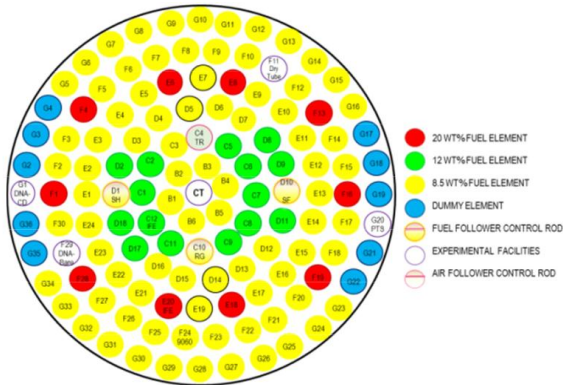 G10
G9
G11
G8
G12
G7
G13
F10
F9
F11
Dry
Tube
F8
G6
G14
F7
F12
G5
E7
G15
F6
F5
E6
E8
F13
G4
F4
E5
D5
E9
G16
D6
E4
D4
D7
E10
G3
F3
E3
D3
C4
TR
C5
D8
E11
F14
G17
G2
F2
E2
D2
C2
B2
B3
C6
D9
E12
F15
G18
G1
DNA-
CD
F1
E1
D1
SH
C1
B1
CT
B4
C7
D10
SF
E13
F16
G19
G36
F30
E24
D18
C12
IFE
B6
B5
C8
D11
E14
F17
G20
PTS
G35
F29
DNA-
Bano
E23
D17
C11
C10
RG
C9
D12
E15
F18
G21
G34
F28
E22
D16
D15
D14
D13
E16
F19
G22
G33
F27
E21
E20
IFE
E19
E18
E17
F20
G23
G32
F26
F25
F24
9060
F23
F22
F21
G24
G31
G25
G30
G29
G28
G27
G26
20 WT% FUEL ELEMENT
12 WT% FUEL ELEMENT
8.5 WT% FUEL ELEMENT
DUMMY ELEMENT
FUEL FOLLOWER CONTROL ROD
EXPERIMENTAL FACILITIES
AIR FOLLOWER CONTROL ROD